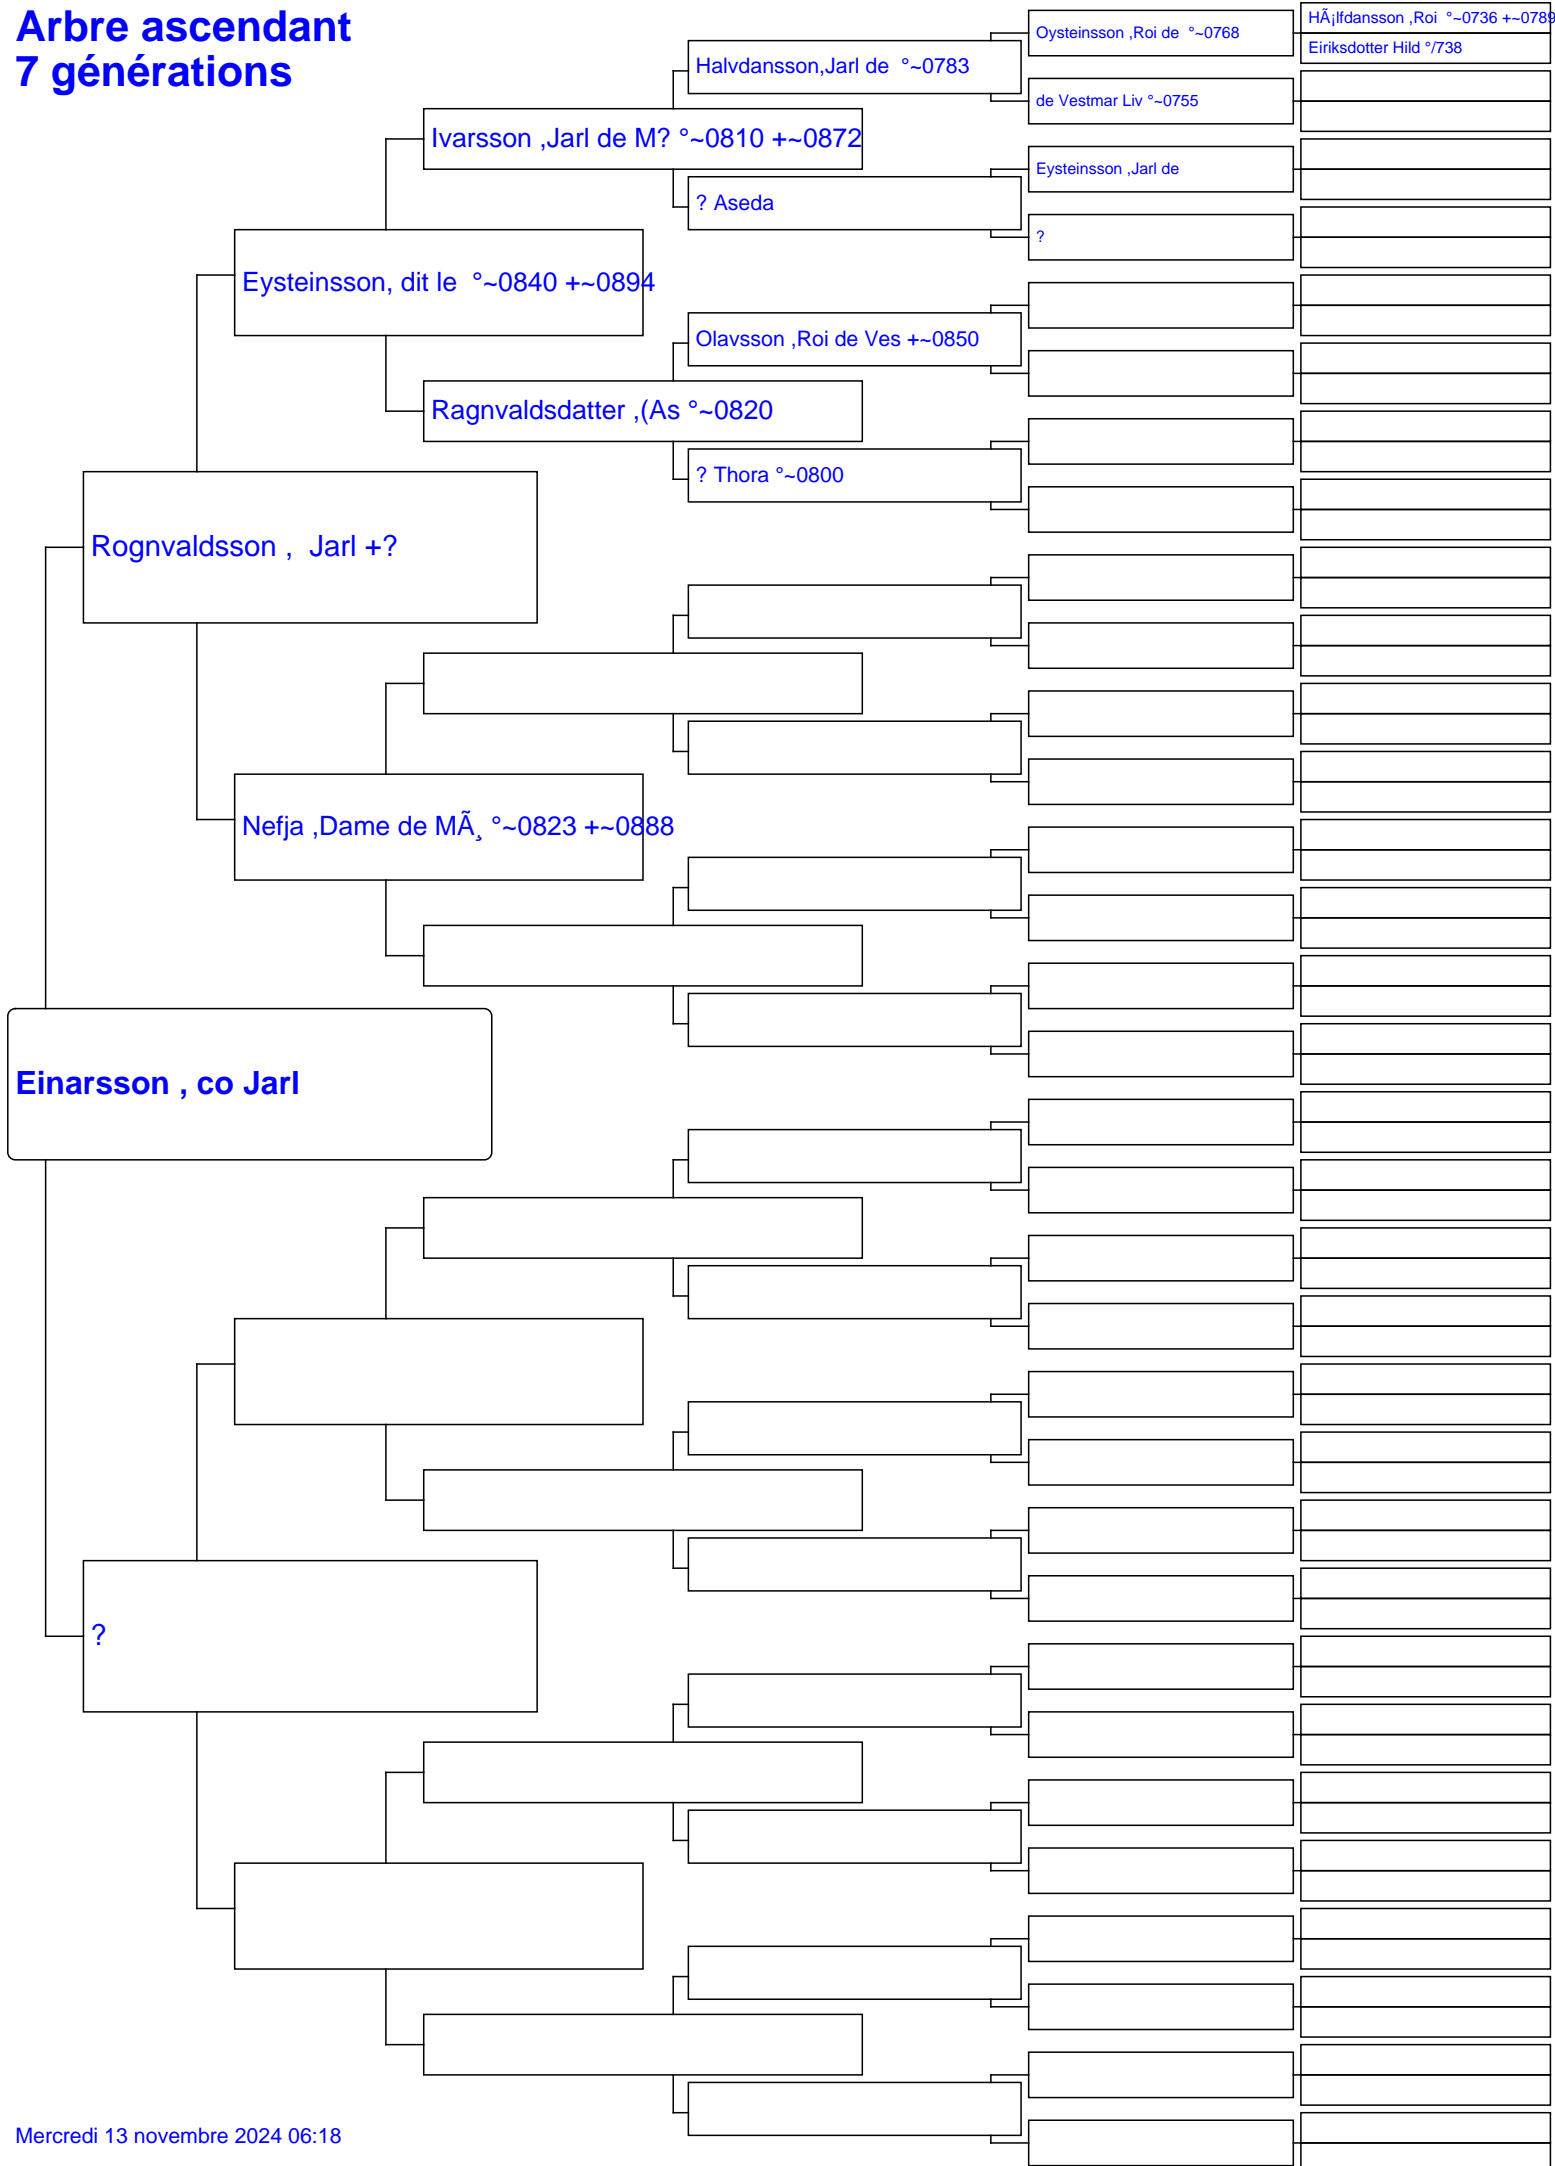 Arbre ascendant
7 générations
HÃ¡lfdansson ,Roi °~0736 +~0789
Oysteinsson ,Roi de °~0768
Eiriksdotter Hild °/738
Halvdansson,Jarl de °~0783
de Vestmar Liv °~0755
Ivarsson ,Jarl de M? °~0810 +~0872
Eysteinsson ,Jarl de
? Aseda
?
Eysteinsson, dit le °~0840 +~0894
Olavsson ,Roi de Ves +~0850
Ragnvaldsdatter ,(As °~0820
? Thora °~0800
Rognvaldsson , Jarl +?
Nefja ,Dame de MÃ¸ °~0823 +~0888
Einarsson , co Jarl
?
Mercredi 13 novembre 2024 06:18